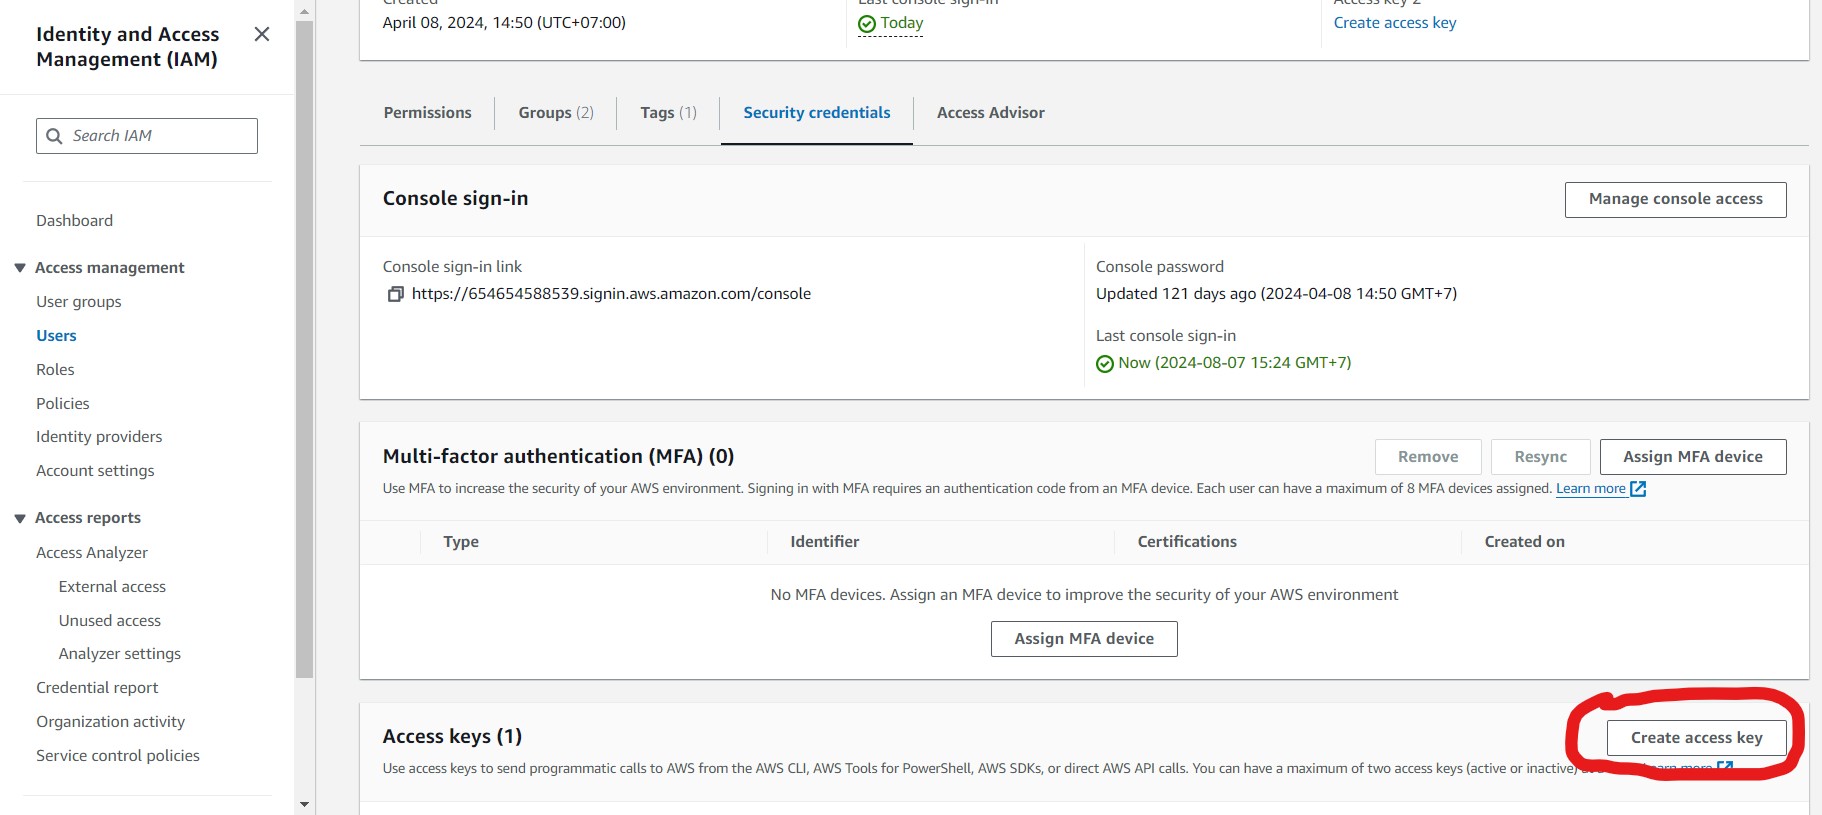 Identity and Access
Management (IAM)
Search IAM
Dashboard
Access management
User groups
Users
Roles
Policies
Identity providers
Account settings
Access reports
Access Analyzer
External access
Unused access
Analyzer settings
Credential report
Organization activity
Service control policies
Created
April 08, 2024, 14:50 (UTC+07:00)
Last console sign-in
Today
Access key 2
Create access key
Permissions
Groups (2)
Tags (1)
Security credentials
Access Advisor
Console sign-in
Manage console access
Console sign-in link
https://654654588539.signin.aws.amazon.com/console
Console password
Updated 121 days ago (2024-04-08 14:50 GMT+7)
Last console sign-in
Now (2024-08-07 15:24 GMT+7)
Multi-factor authentication (MFA) (0)
Remove
Resync
Assign MFA device
Use MFA to increase the security of your AWS environment. Signing in with MFA requires an authentication code from an MFA device. Each user can have a maximum of 8 MFA devices assigned. Learn more
Type Identifier Certifications Created on
No MFA devices. Assign an MFA device to improve the security of your AWS environment
Assign MFA device
Access keys (1)
Create access key
Use access keys to send programmatic calls to AWS from the AWS CLI, AWS Tools for PowerShell, AWS SDKs, or direct AWS API calls. You can have a maximum of two access keys (active or inactive) more